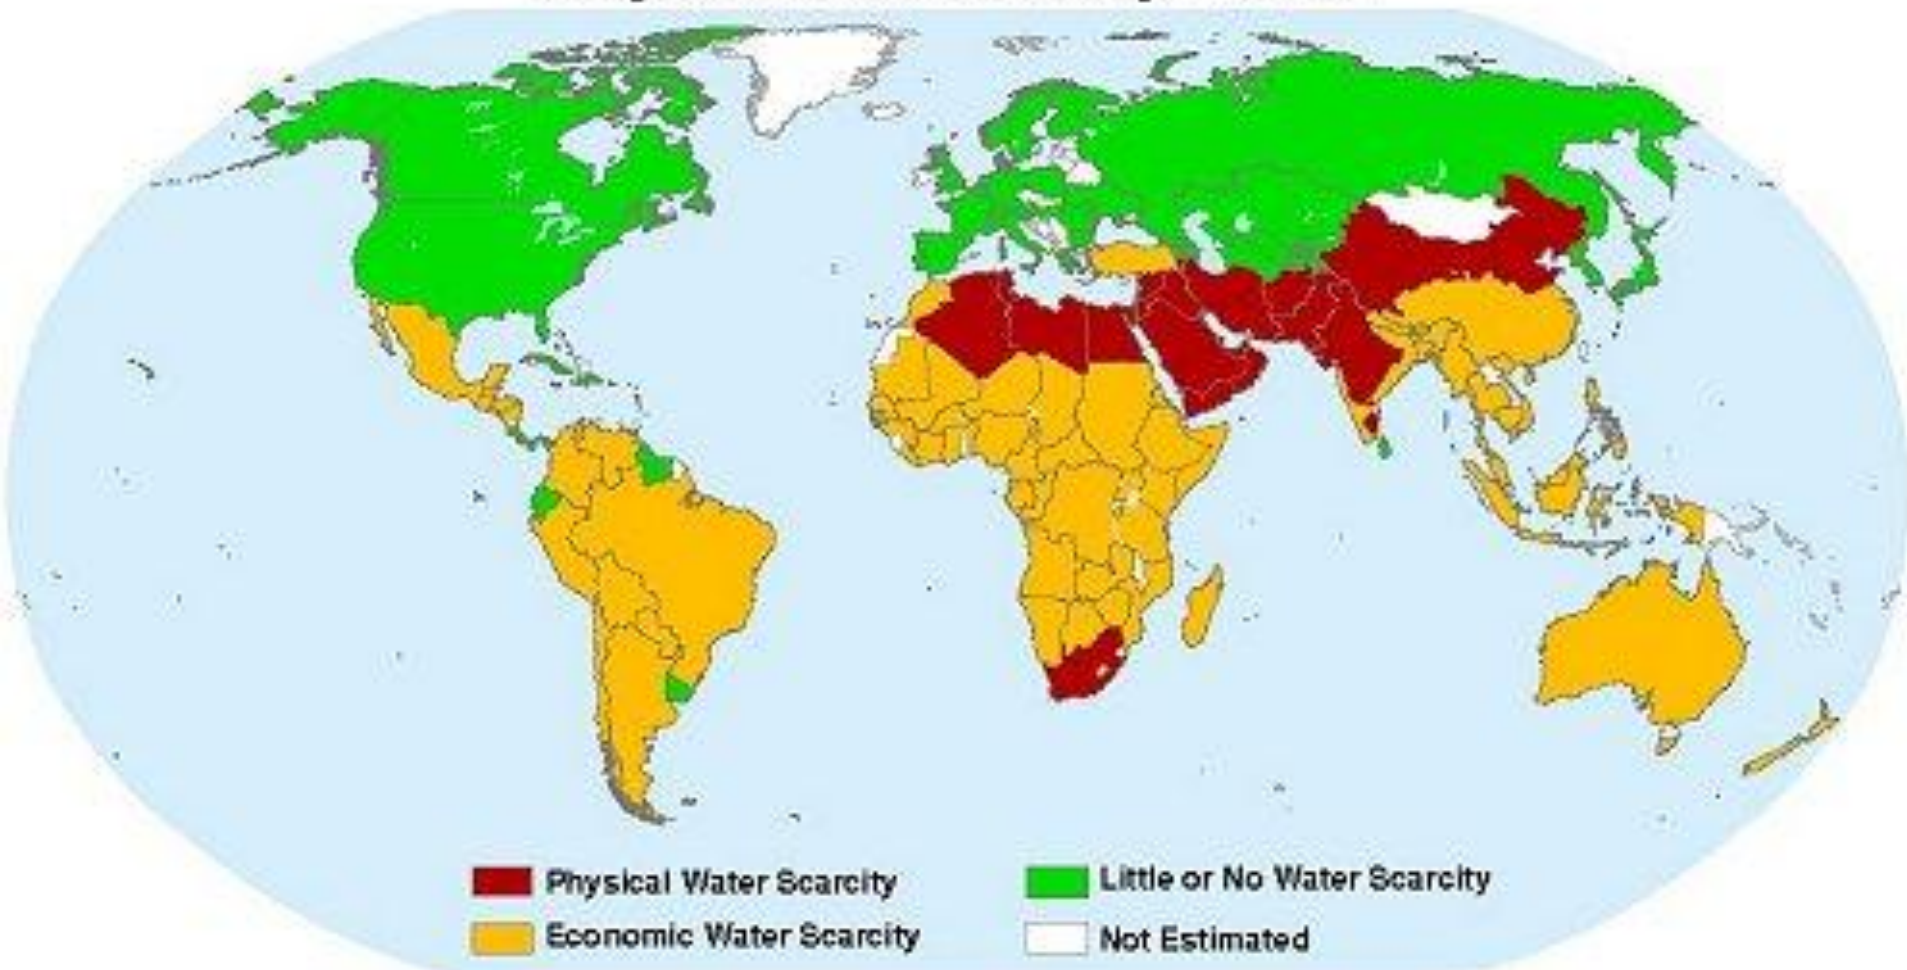 Physical Water Scarcity
Little or No Water Scarcity
Economic Water Scarcity
Not Estimated